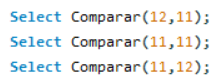 Select Comparar(12,11);
Select Comparar(11,11);
Select Comparar(11,12);